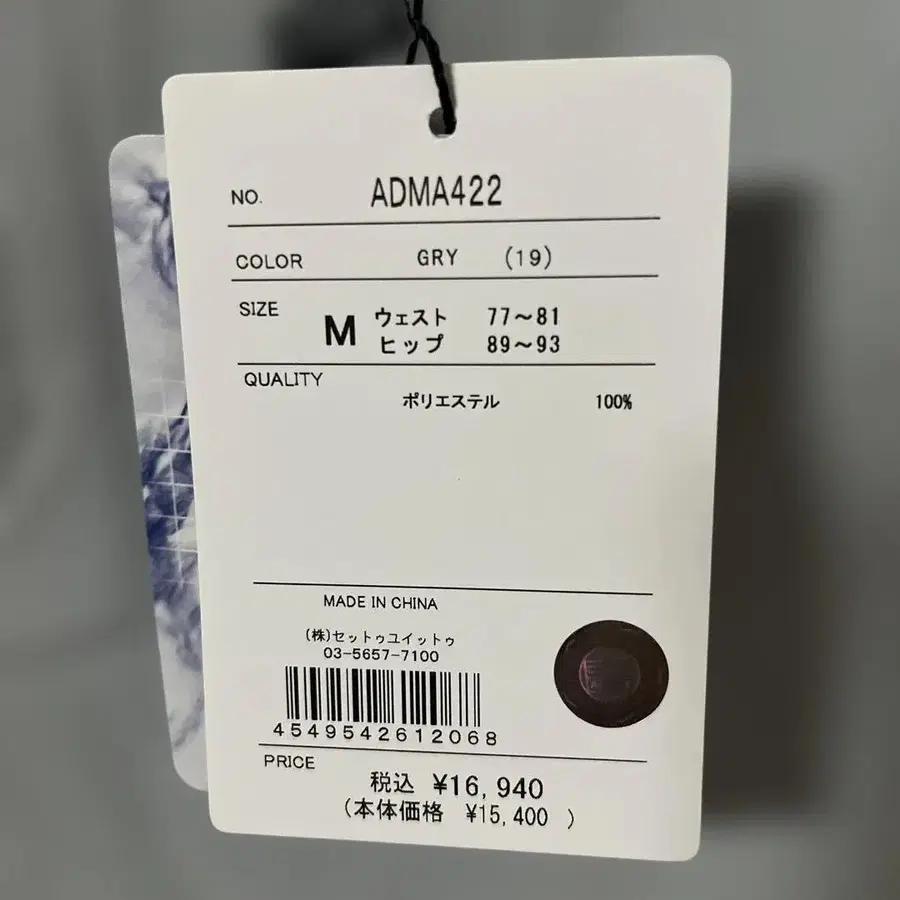 NO. ADMA422
COLOR GRY (19)
SIZE M ウェスト 77～81
ヒップ 89～93
QUALITY
ポリエステル 100%
MADE IN CHINA
(株)セットゥユイットゥ
03-5657-7100
4549542612068
PRICE
税込 ¥16,940
(本体価格 ¥15,400 )